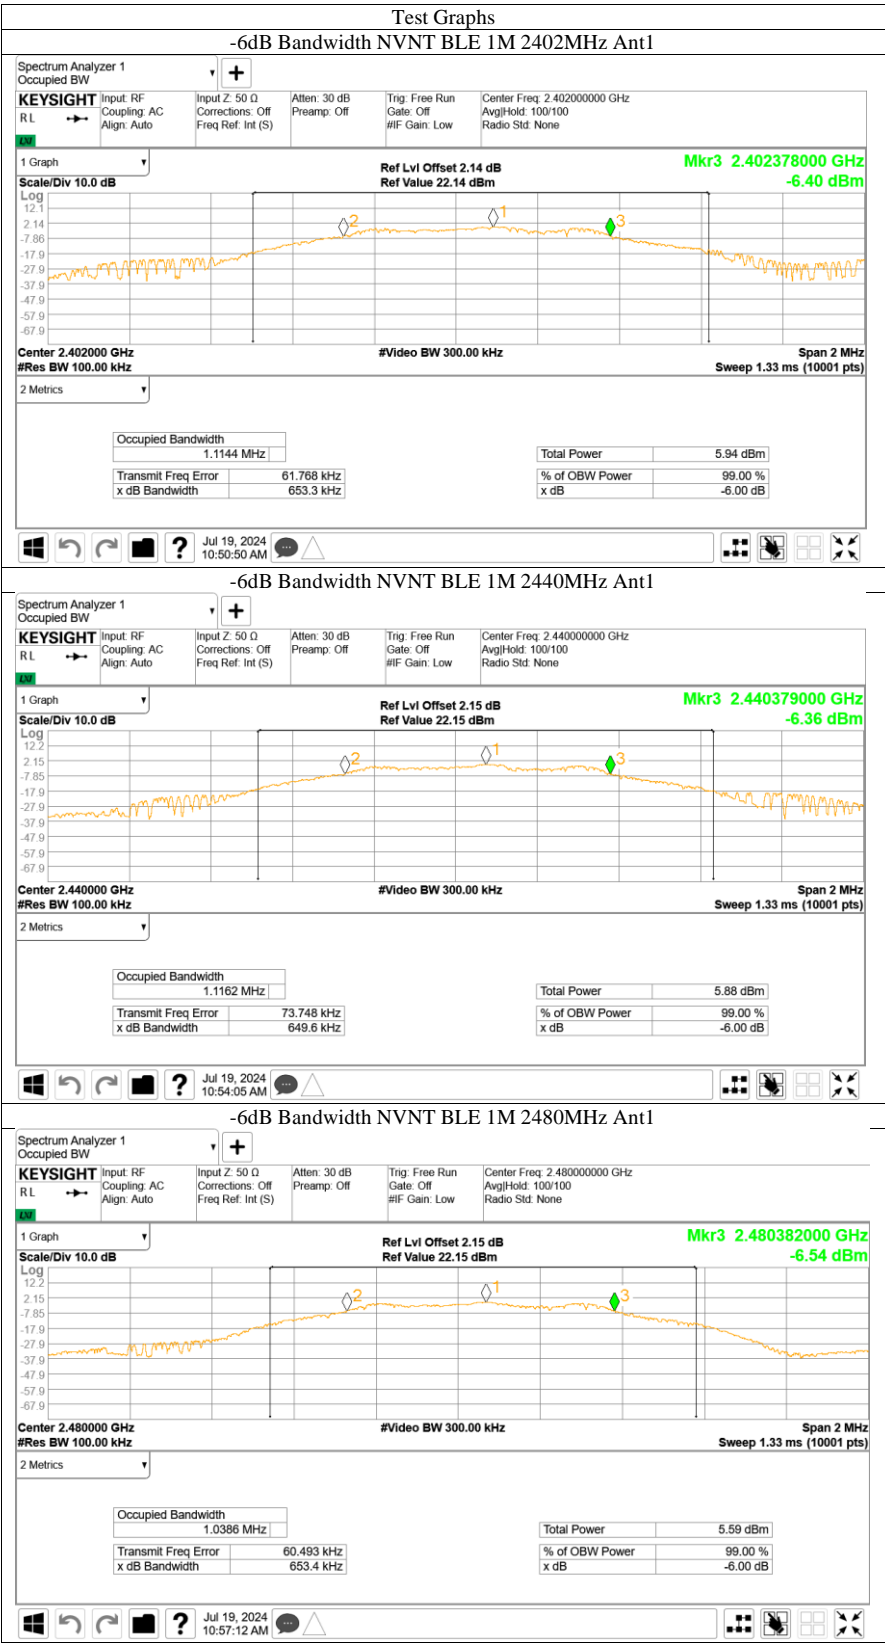 Test Graphs
-6dB Bandwidth NVNT BLE 1M 2402MHz Ant1
Spectrum Analyzer 1
Occupied BW
+
KEYSIGHT Input: RF Input Z: 50 Ω Atten: 30 dB Trig: Free Run Center Freq: 2.402000000 GHz
RL Coupling: AC Corrections: Off Preamp: Off Gate: Off Avg|Hold: 100/100
Align: Auto Freq Ref: Int (S) #IF Gain: Low Radio Std: None
LXI
1 Graph Ref Lvl Offset 2.14 dB Mkr3 2.402378000 GHz
Scale/Div 10.0 dB Ref Value 22.14 dBm -6.40 dBm
Log
12.1
2.14
-7.86
-17.9
-27.9
-37.9
-47.9
-57.9
-67.9
2 1 3
Center 2.402000 GHz #Video BW 300.00 kHz Span 2 MHz
#Res BW 100.00 kHz Sweep 1.33 ms (10001 pts)
2 Metrics
Occupied Bandwidth
1.1144 MHz Total Power 5.94 dBm
Transmit Freq Error 61.768 kHz % of OBW Power 99.00 %
x dB Bandwidth 653.3 kHz x dB -6.00 dB
? Jul 19, 2024
10:50:50 AM
-6dB Bandwidth NVNT BLE 1M 2440MHz Ant1
Spectrum Analyzer 1
Occupied BW
+
KEYSIGHT Input: RF Input Z: 50 Ω Atten: 30 dB Trig: Free Run Center Freq: 2.440000000 GHz
RL Coupling: AC Corrections: Off Preamp: Off Gate: Off Avg|Hold: 100/100
Align: Auto Freq Ref: Int (S) #IF Gain: Low Radio Std: None
LXI
1 Graph Ref Lvl Offset 2.15 dB Mkr3 2.440379000 GHz
Scale/Div 10.0 dB Ref Value 22.15 dBm -6.36 dBm
Log
12.2
2.15
-7.85
-17.9
-27.9
-37.9
-47.9
-57.9
-67.9
2 1 3
Center 2.440000 GHz #Video BW 300.00 kHz Span 2 MHz
#Res BW 100.00 kHz Sweep 1.33 ms (10001 pts)
2 Metrics
Occupied Bandwidth
1.1162 MHz Total Power 5.88 dBm
Transmit Freq Error 73.748 kHz % of OBW Power 99.00 %
x dB Bandwidth 649.6 kHz x dB -6.00 dB
? Jul 19, 2024
10:54:05 AM
-6dB Bandwidth NVNT BLE 1M 2480MHz Ant1
Spectrum Analyzer 1
Occupied BW
+
KEYSIGHT Input: RF Input Z: 50 Ω Atten: 30 dB Trig: Free Run Center Freq: 2.480000000 GHz
RL Coupling: AC Corrections: Off Preamp: Off Gate: Off Avg|Hold: 100/100
Align: Auto Freq Ref: Int (S) #IF Gain: Low Radio Std: None
LXI
1 Graph Ref Lvl Offset 2.15 dB Mkr3 2.480382000 GHz
Scale/Div 10.0 dB Ref Value 22.15 dBm -6.54 dBm
Log
12.2
2.15
-7.85
-17.9
-27.9
-37.9
-47.9
-57.9
-67.9
2 1 3
Center 2.480000 GHz #Video BW 300.00 kHz Span 2 MHz
#Res BW 100.00 kHz Sweep 1.33 ms (10001 pts)
2 Metrics
Occupied Bandwidth
1.0386 MHz Total Power 5.59 dBm
Transmit Freq Error 60.493 kHz % of OBW Power 99.00 %
x dB Bandwidth 653.4 kHz x dB -6.00 dB
? Jul 19, 2024
10:57:12 AM